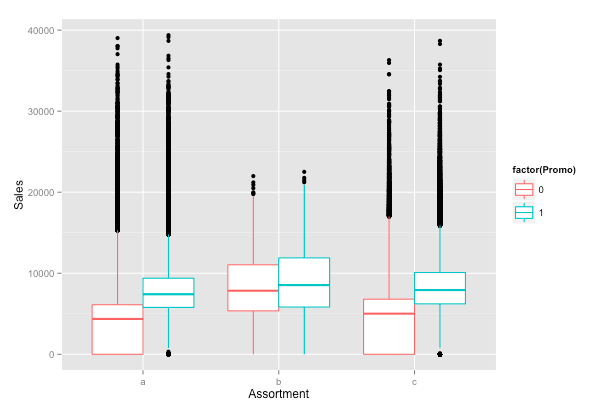 40000
30000
20000
10000
0
Sales
a
b
c
Assortment
factor(Promo)
0
1